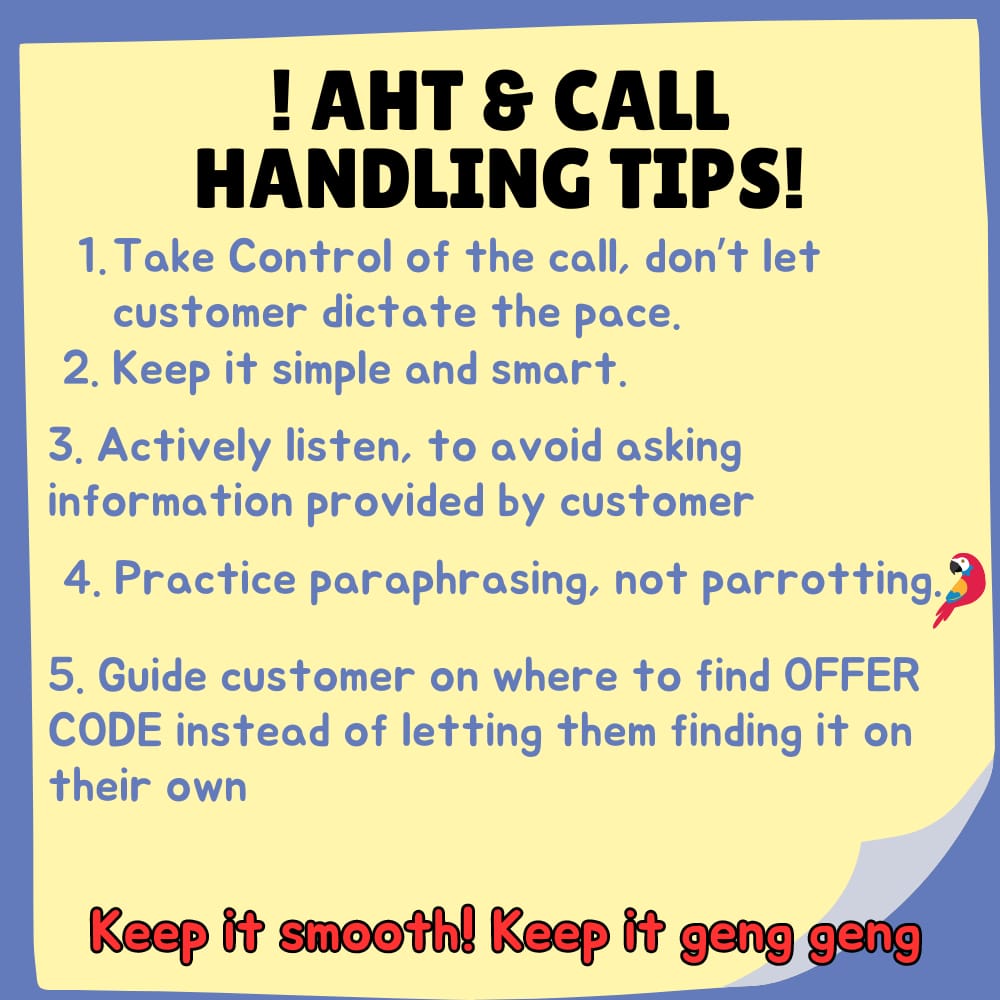 ! AHT & CALL
HANDLING TIPS!
1. Take Control of the call, don't let
customer dictate the pace.
2. Keep it simple and smart.
3. Actively listen, to avoid asking
information provided by customer
4. Practice paraphrasing, not parrotting.
5. Guide customer on where to find OFFER
CODE instead of letting them finding it on
their own
Keep it smooth! Keep it geng geng